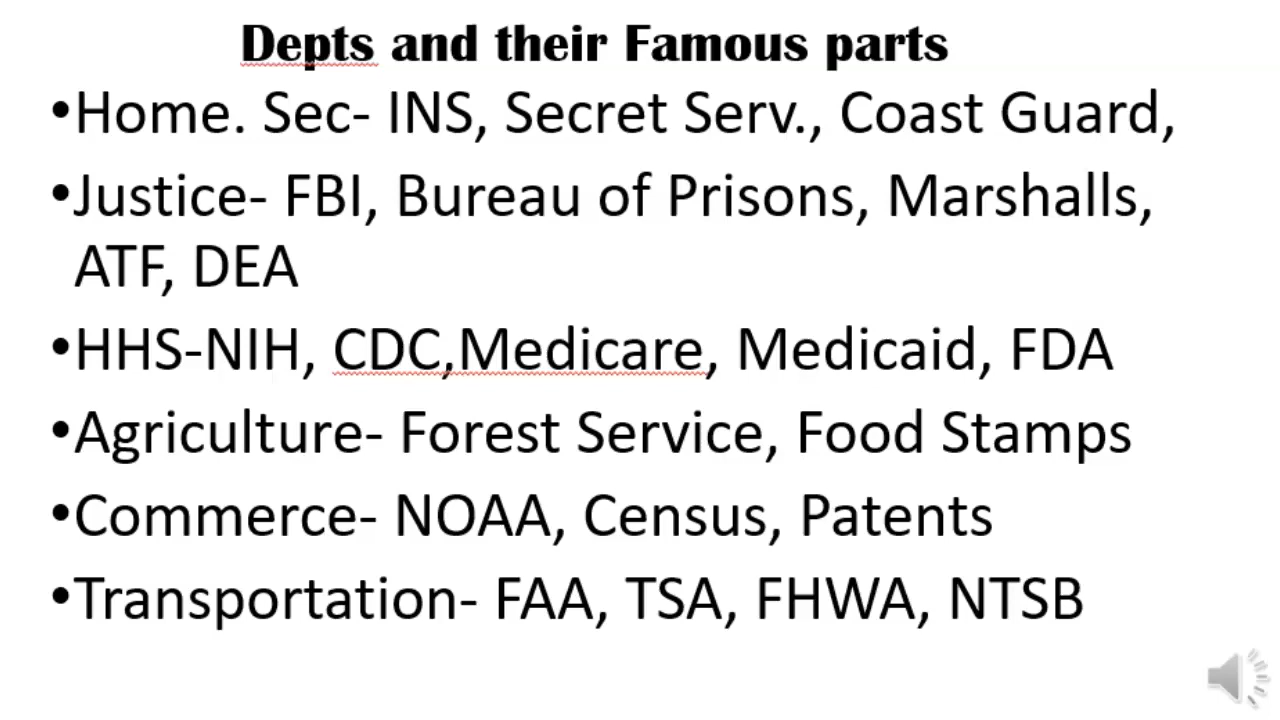 Depts and their Famous parts
•Home. Sec- INS, Secret Serv., Coast Guard,
•Justice- FBI, Bureau of Prisons, Marshalls,
ATF, DEA
•HHS-NIH, CDC,Medicare, Medicaid, FDA
•Agriculture- Forest Service, Food Stamps
•Commerce- NOAA, Census, Patents
•Transportation- FAA, TSA, FHWA, NTSB